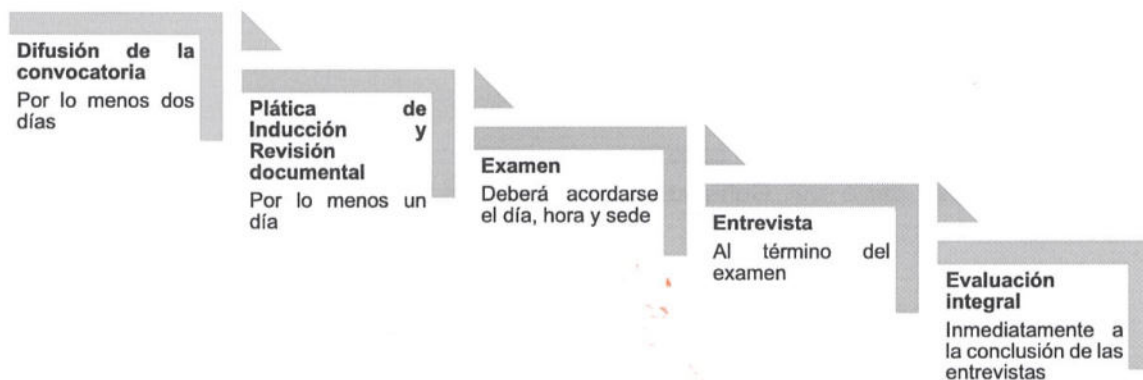 Difusión de la
convocatoria
Por lo menos dos
días
Plática de
Inducción y
Revisión
documental
Por lo menos un
día
Examen
Deberá acordarse
el día, hora y sede
Entrevista
Al término del
examen
Evaluación
integral
Inmediatamente a
la conclusión de las
entrevistas